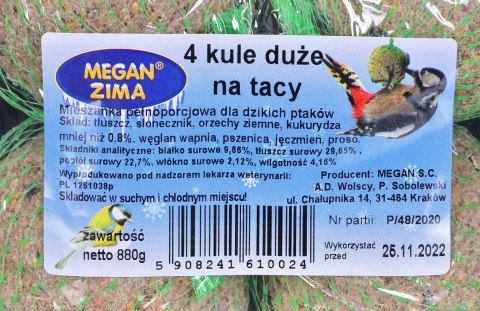 4 kule duże
na tacy
MEGAN®
ZIMA
Mieszanka pełnoporcjowa dla dzikich ptaków
Skład: tłuszcz, słonecznik, orzechy ziemne, kukurydza
mniej niż 0.8%. węglan wapnia, pszenica, jęczmień, proso.
Składniki analityczne: białko surowe 9,86%, tłuszcz surowy 29,65%,
popiół surowy 22,7%, włókno surowe 2,12%, wilgotność 4,16%.
Wyprodukowano pod nadzorem lekarza weterynarii:
PL 1261038p
Składować w suchym i chłodnym miejscu!
Producent: MEGAN S.C.
A.D. Wolscy, P. Sobolewski
ul. Chałupnika 14, 31-464 Kraków
Nr partii: P/48/2020
zawartość
netto 880g
Wykorzystać
przed 25.11.2022
5 908241 610024